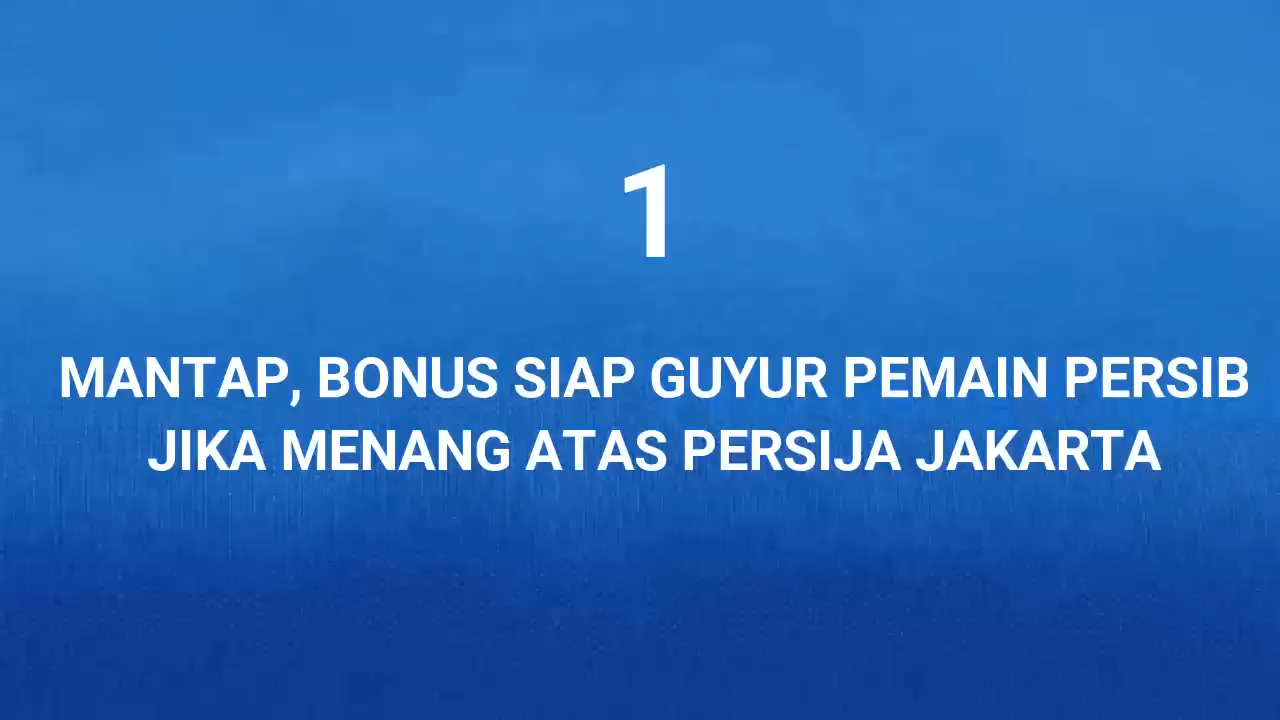 1
MANTAP, BONUS SIAP GUYUR PEMAIN PERSIB
JIKA MENANG ATAS PERSIJA JAKARTA